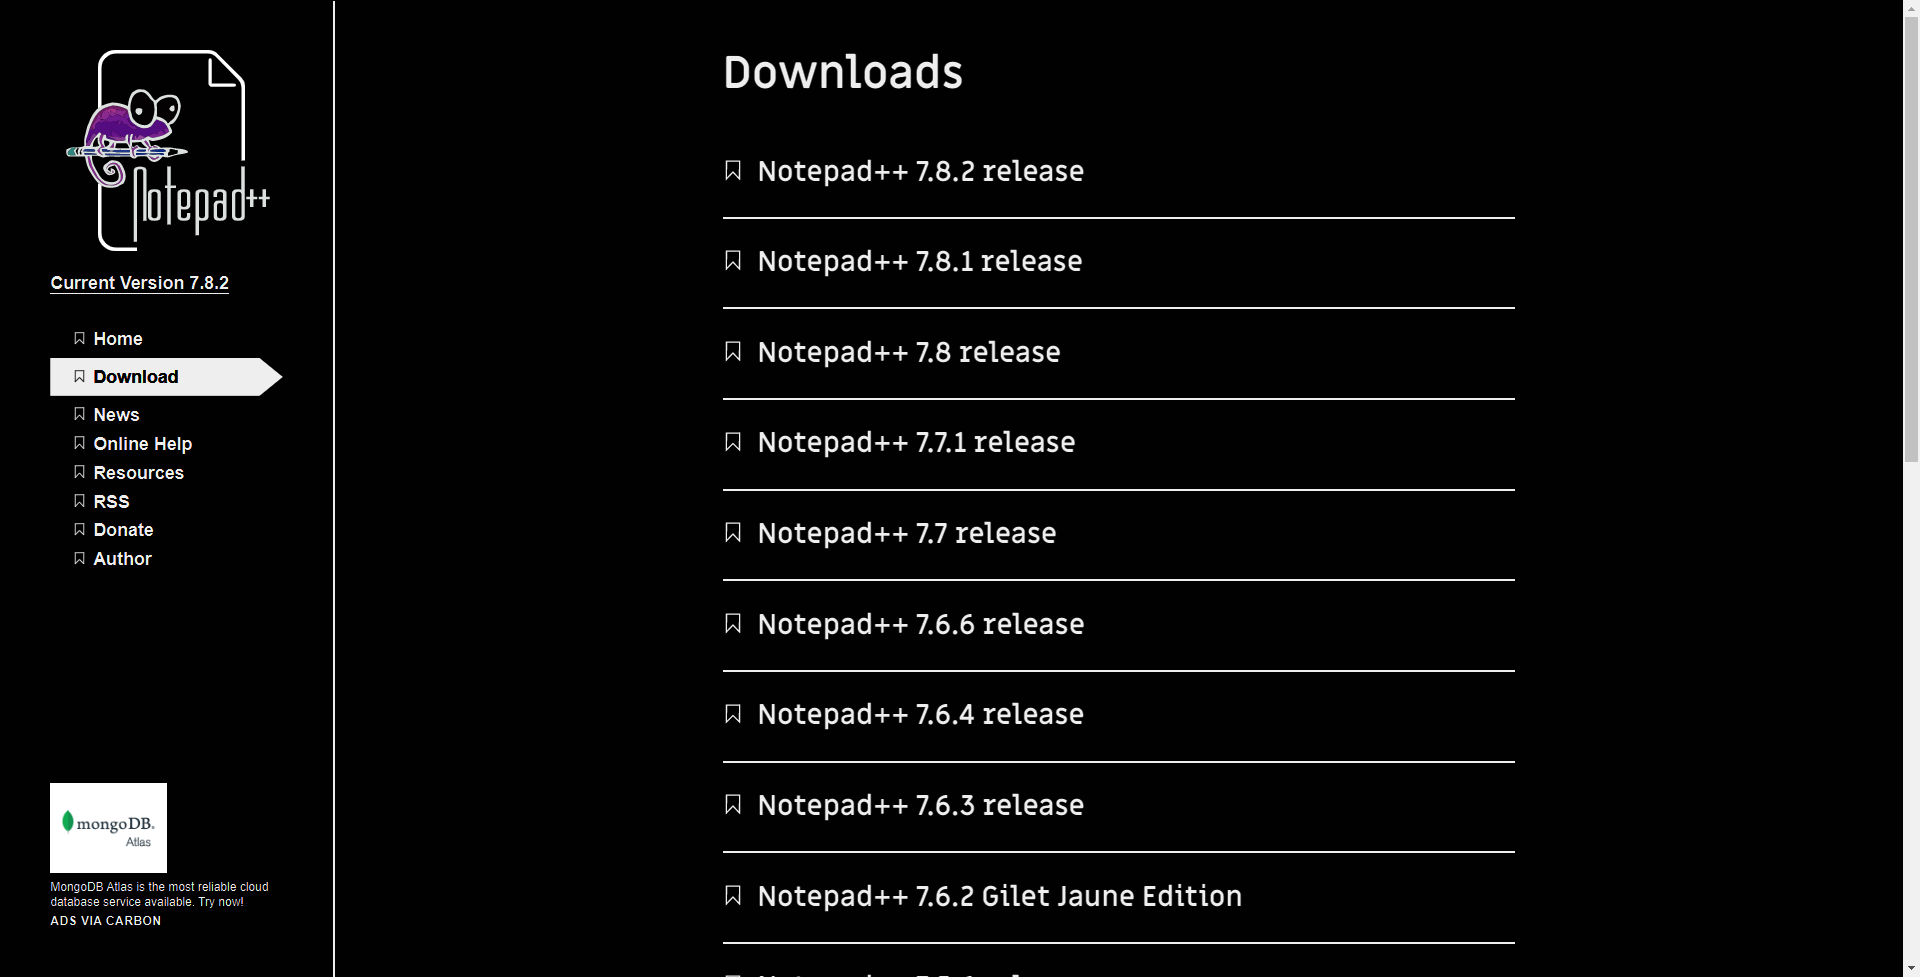 Notepad++
Current Version 7.8.2
Home
Download
News
Online Help
Resources
RSS
Donate
Author
mongoDB.
Atlas
MongoDB Atlas is the most reliable cloud
database service available. Try now!
ADS VIA CARBON
Downloads
Notepad++ 7.8.2 release
Notepad++ 7.8.1 release
Notepad++ 7.8 release
Notepad++ 7.7.1 release
Notepad++ 7.7 release
Notepad++ 7.6.6 release
Notepad++ 7.6.4 release
Notepad++ 7.6.3 release
Notepad++ 7.6.2 Gilet Jaune Edition